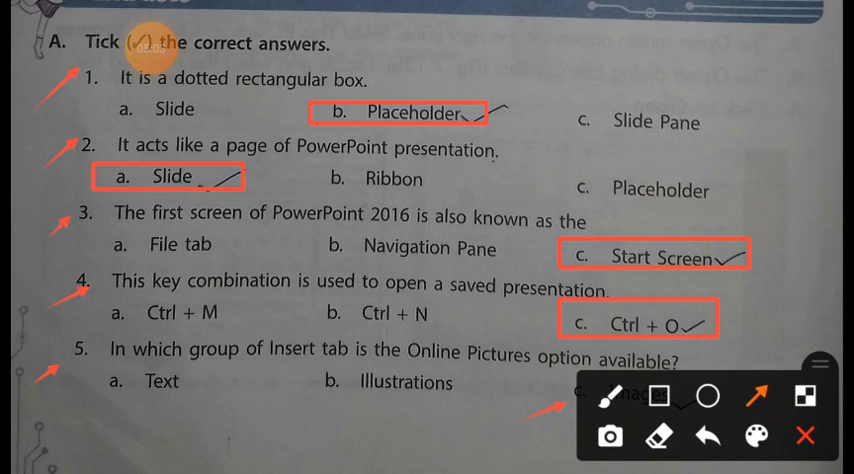 A. Tick (✓) the correct answers.
05:05
1. It is a dotted rectangular box.
a. Slide b. Placeholder c. Slide Pane
2. It acts like a page of PowerPoint presentation.
a. Slide b. Ribbon c. Placeholder
3. The first screen of PowerPoint 2016 is also known as the
a. File tab b. Navigation Pane c. Start Screen
4. This key combination is used to open a saved presentation.
a. Ctrl + M b. Ctrl + N c. Ctrl + O
5. In which group of Insert tab is the Online Pictures option available?
a. Text b. Illustrations c. Images